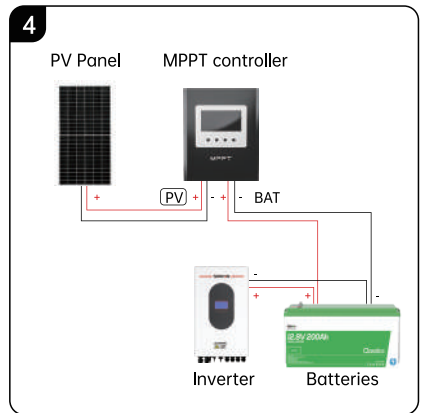 4
PV Panel MPPT controller
MPPT
+ PV + - + - BAT
-
+ + -
12.8V 200Ah
Inverter Batteries